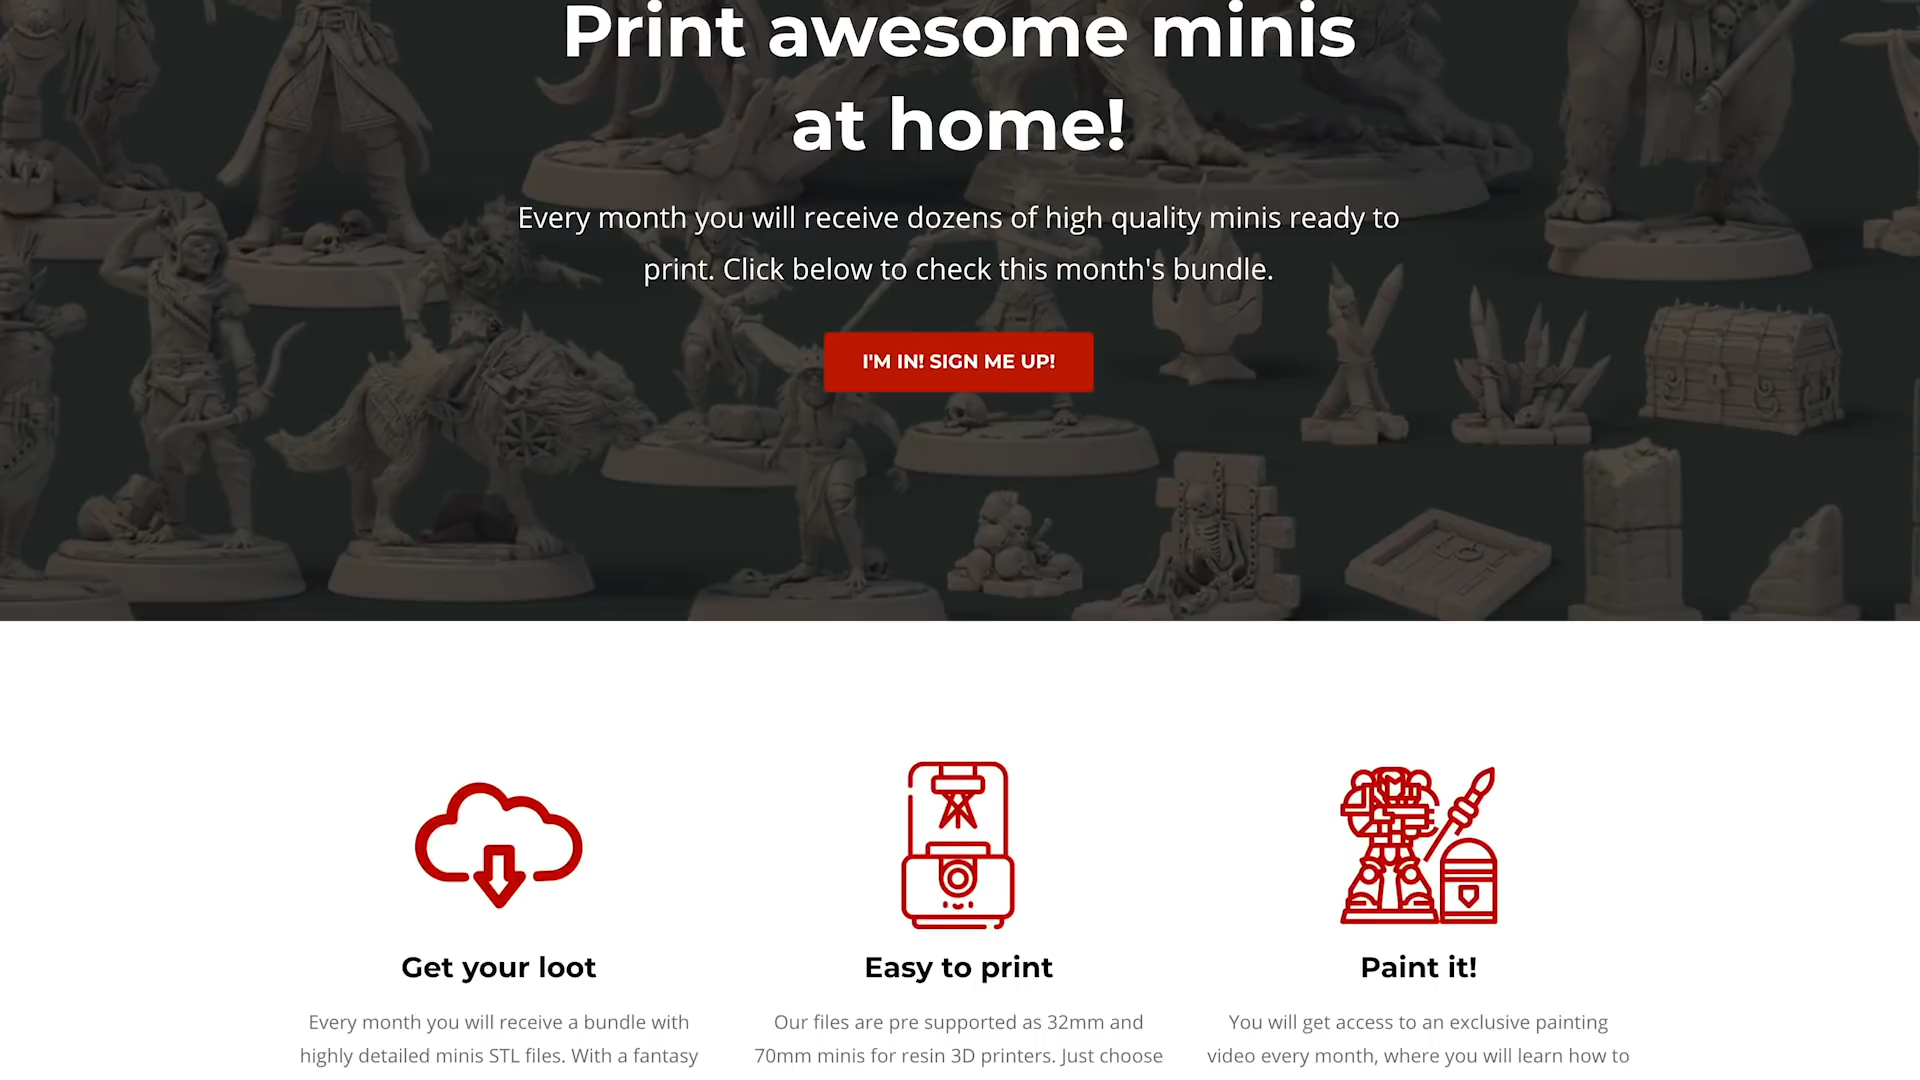 Print awesome minis
at home!
Every month you will receive dozens of high quality minis ready to
print. Click below to check this month's bundle.
I'M IN! SIGN ME UP!
Get your loot
Every month you will receive a bundle with
highly detailed minis STL files. With a fantasy
Easy to print
Our files are pre supported as 32mm and
70mm minis for resin 3D printers. Just choose
Paint it!
You will get access to an exclusive painting
video every month, where you will learn how to